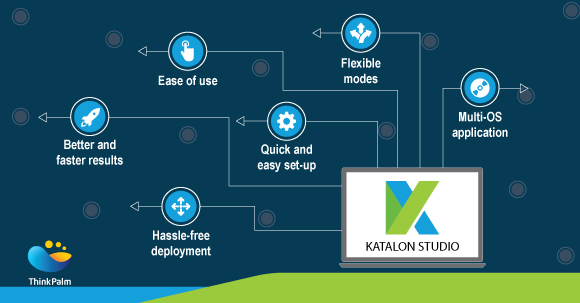 Flexible
modes
Ease of use
Multi-OS
application
Better and
faster results
Quick and
easy set-up
Hassle-free
deployment
KATALON STUDIO
ThinkPalm